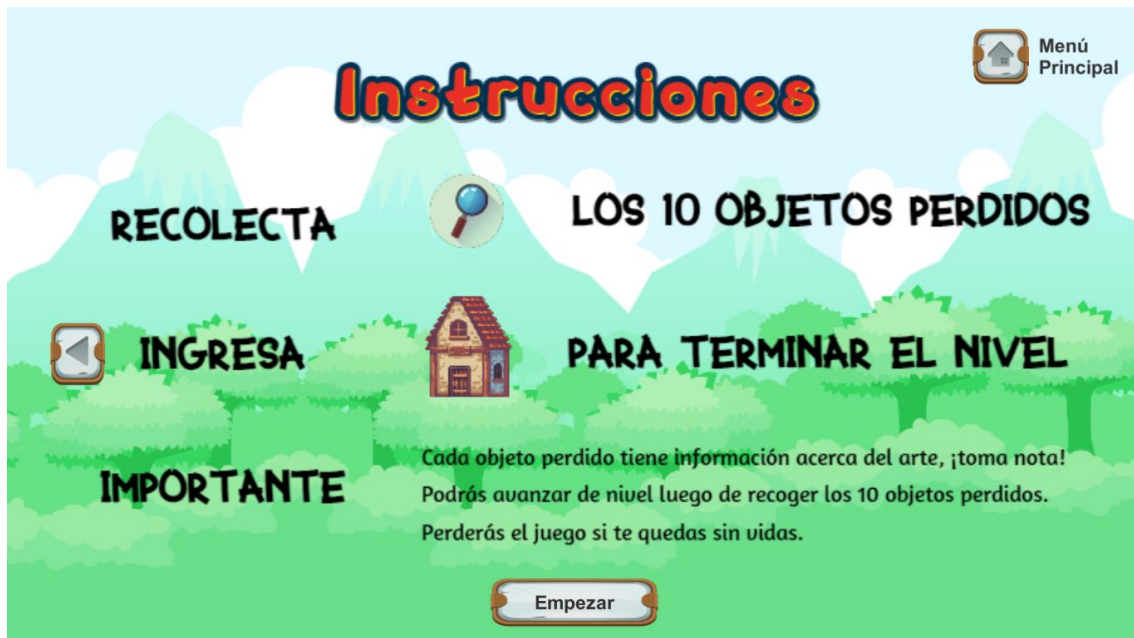 Menú
Principal
Instrucciones
RECOLECTA
LOS 10 OBJETOS PERDIDOS
INGRESA
PARA TERMINAR EL NIVEL
IMPORTANTE
Cada objeto perdido tiene información acerca del arte, ¡toma nota!
Podrás avanzar de nivel luego de recoger los 10 objetos perdidos.
Perderás el juego si te quedas sin vidas.
Empezar